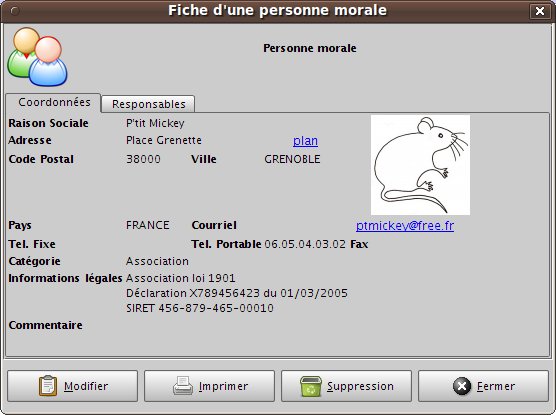 Fiche d'une personne morale
Personne morale
Coordonnées Responsables
Raison Sociale P'tit Mickey
Adresse Place Grenette plan
Code Postal 38000 Ville GRENOBLE
Pays FRANCE Courriel ptmickey@free.fr
Tel. Fixe Tel. Portable 06.05.04.03.02 Fax
Catégorie Association
Informations légales Association loi 1901
Déclaration X789456423 du 01/03/2005
SIRET 456-879-465-00010
Commentaire
Modifier Imprimer Suppression Fermer